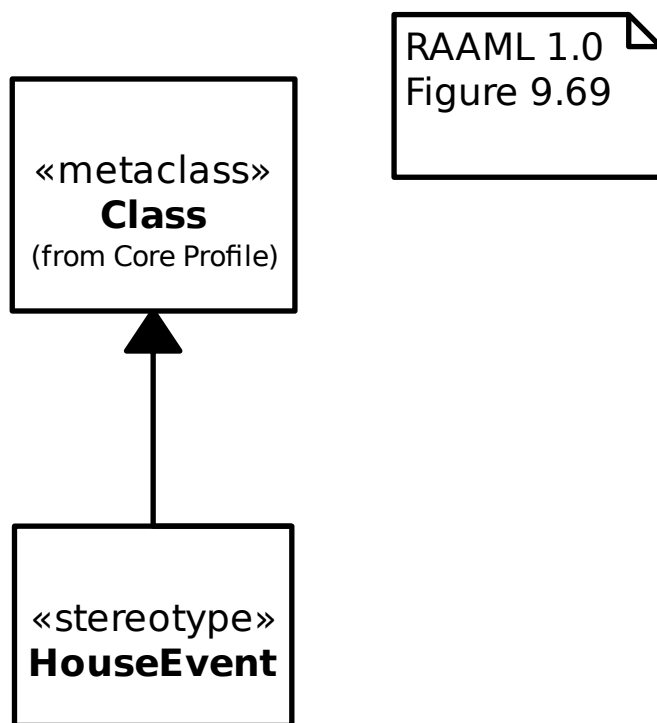 RAAML 1.0
Figure 9.69
«metaclass»
Class
(from Core Profile)
«stereotype»
HouseEvent